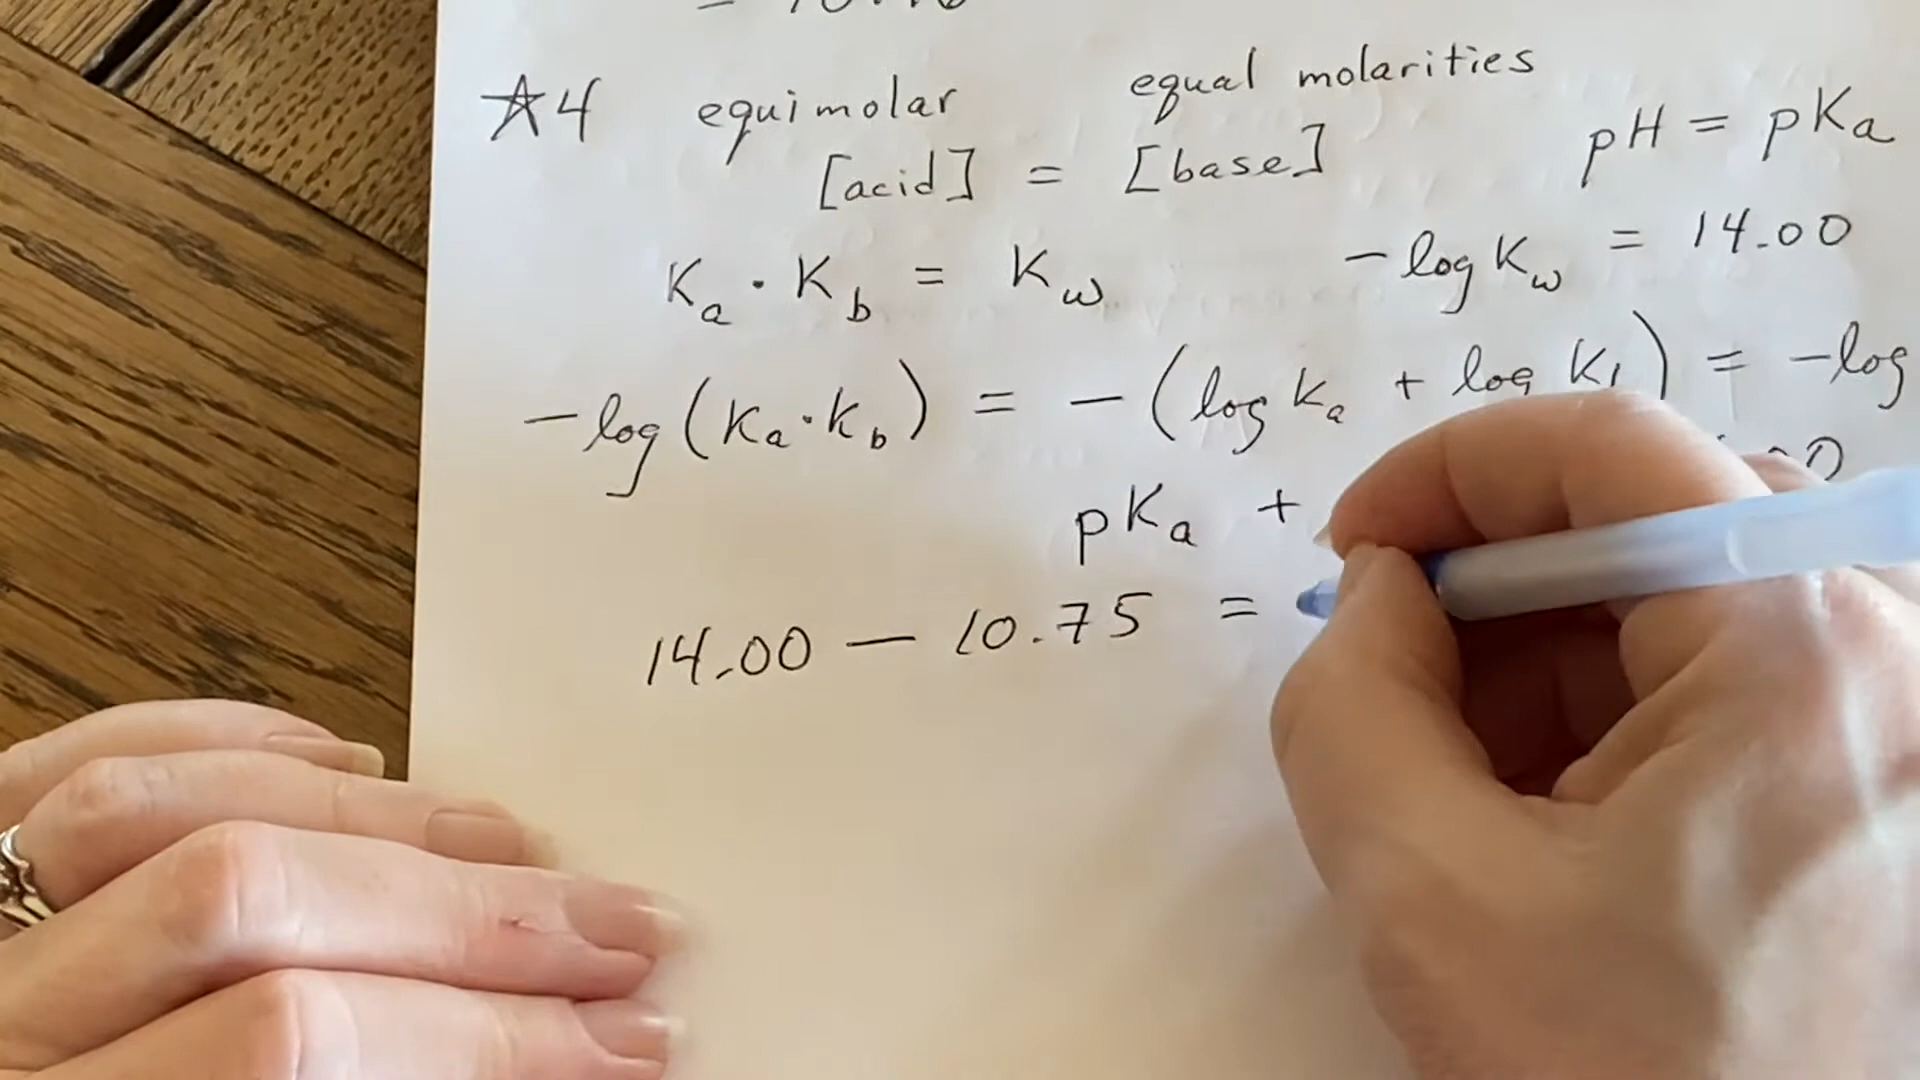 ☆4 equimolar equal molarities
[acid] = [base] pH = pKa
Ka · Kb = Kw -log Kw = 14.00
-log(Ka·Kb) = -(log Ka + log K ) = -log
pKa +
14.00 — 10.75 =